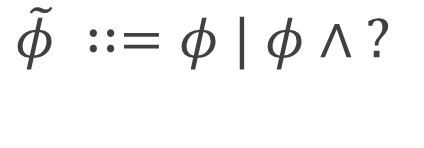 ϕ̃ ::= ϕ | ϕ ∧ ?